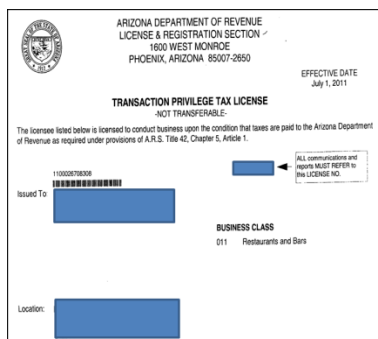 ARIZONA DEPARTMENT OF REVENUE
LICENSE & REGISTRATION SECTION
1600 WEST MONROE
PHOENIX, ARIZONA 85007-2650
EFFECTIVE DATE
July 1, 2011
TRANSACTION PRIVILEGE TAX LICENSE
-NOT TRANSFERABLE-
The licensee listed below is licensed to conduct business upon the condition that taxes are paid to the Arizona Department
of Revenue as required under provisions of A.R.S. Title 42, Chapter 5, Article 1.
ALL communications and
reports MUST REFER to
this LICENSE NO.
1100026708308
Issued To:
BUSINESS CLASS
011 Restaurants and Bars
Location: